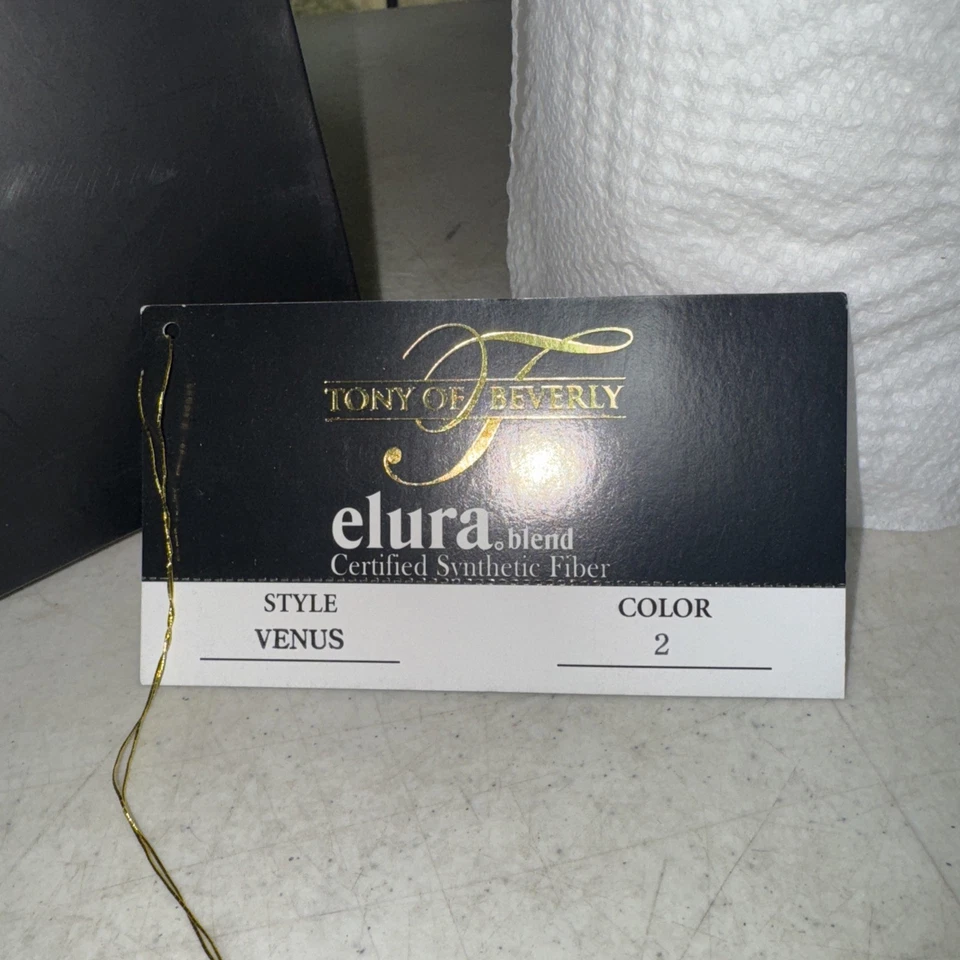 TONY OF BEVERLY
elura. blend
Certified Synthetic Fiber
STYLE
VENUS
COLOR
2